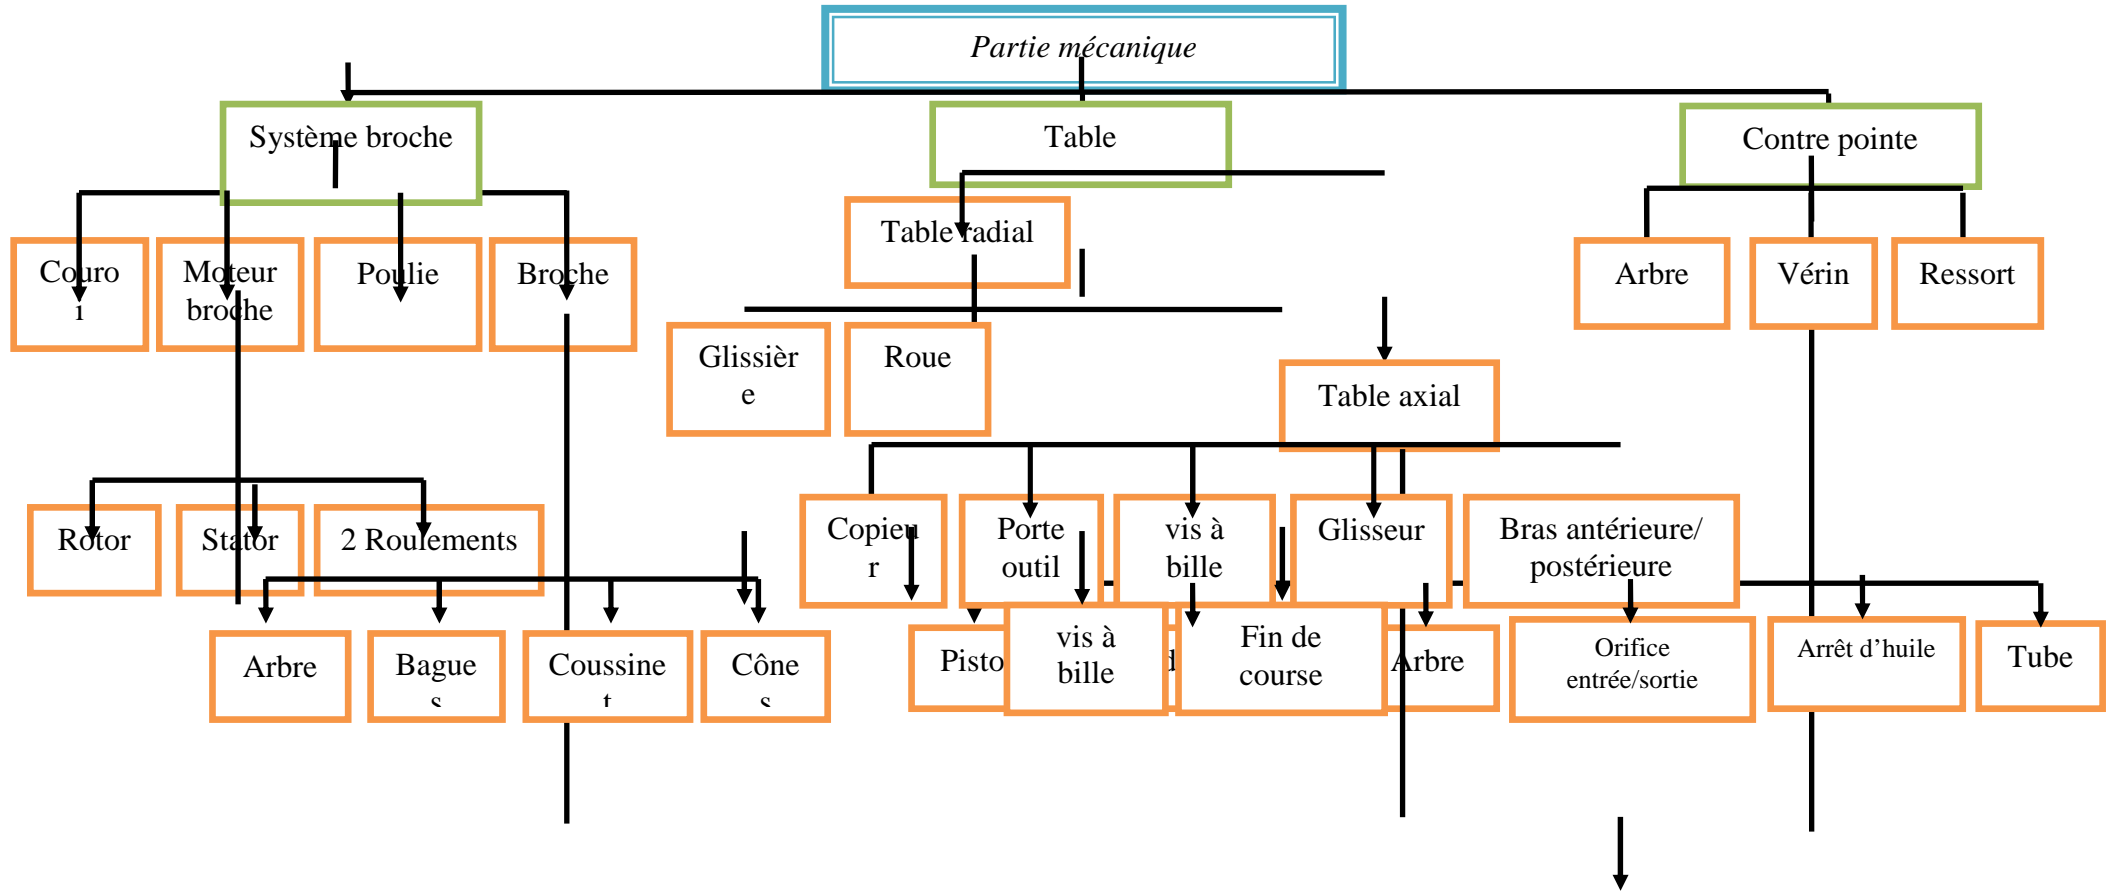 Partie mécanique
Système broche
Table
Contre pointe
Table radial
Couro
i
Moteur
broche
Poulie
Broche
Arbre
Vérin
Ressort
Glissièr
e
Roue
Table axial
Rotor
Stator
2 Roulements
Copieu
r
Porte
outil
vis à
bille
Glisseur
Bras antérieure/
postérieure
Arbre
Bague
s
Coussine
t
Cône
s
Pisto
vis à
bille
Fin de
course
Arbre
Orifice
entrée/sortie
Arrêt d'huile
Tube